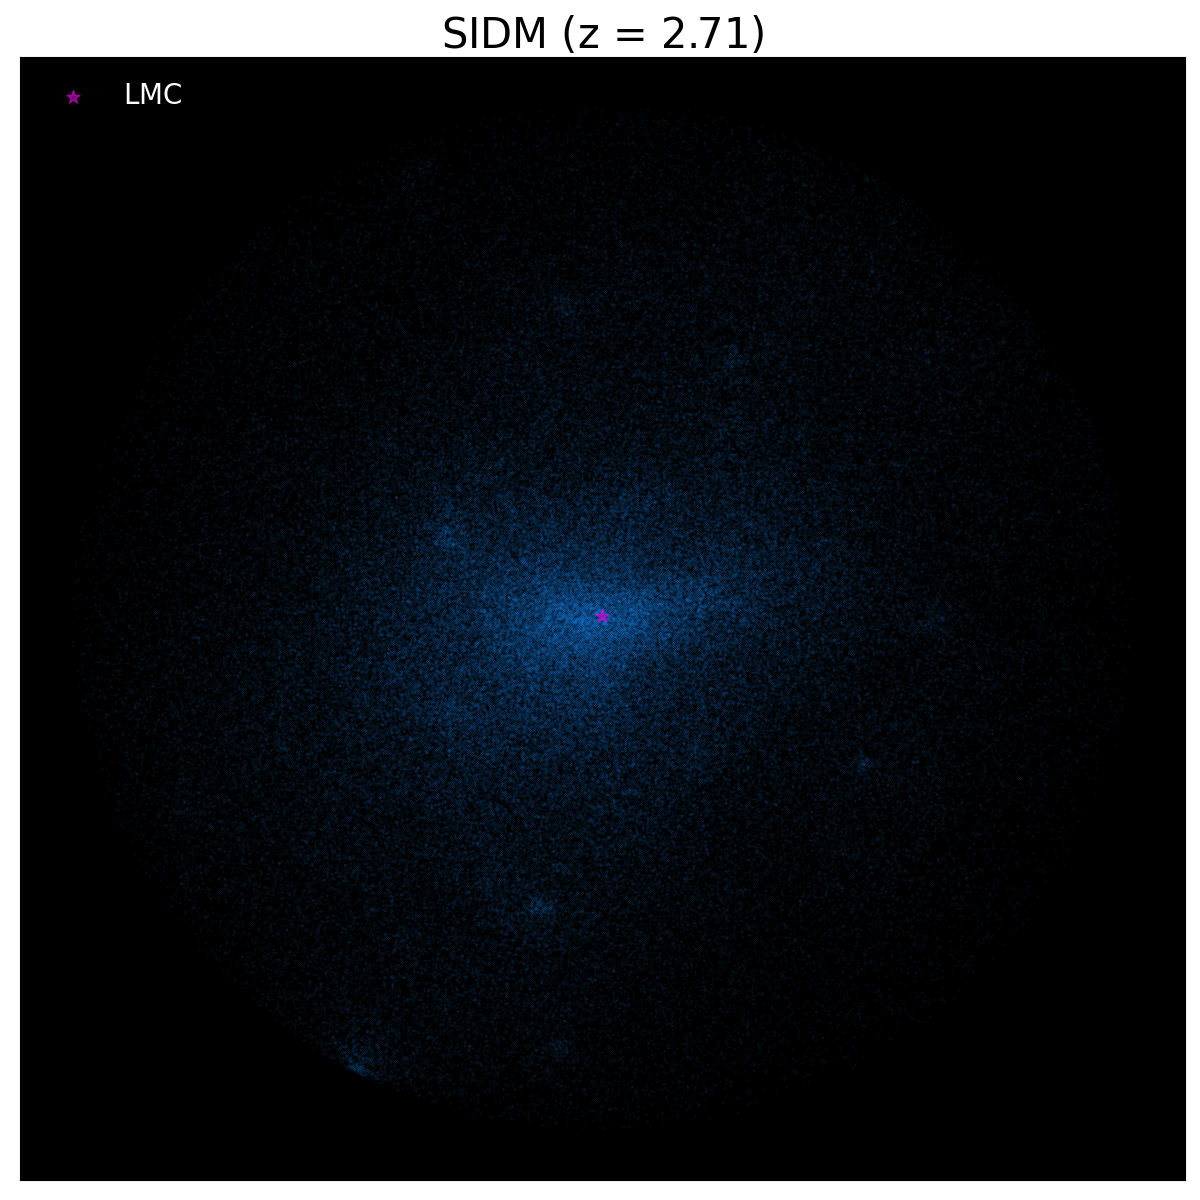 SIDM (z = 2.71)
LMC